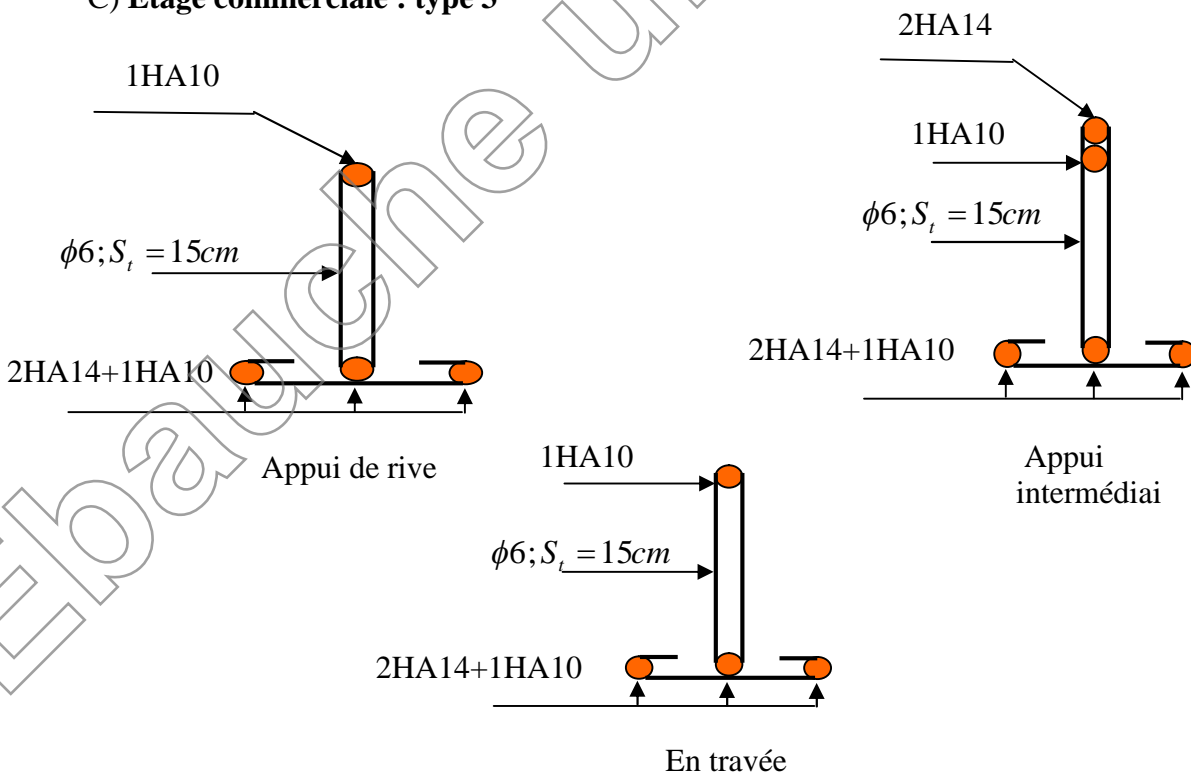 C) Etage commerciale : type 3
1HA10
ϕ6; S_t = 15cm
2HA14+1HA10
Appui de rive
2HA14
1HA10
ϕ6; S_t = 15cm
2HA14+1HA10
Appui
intermédiai
1HA10
ϕ6; S_t = 15cm
2HA14+1HA10
En travée
Ebauche